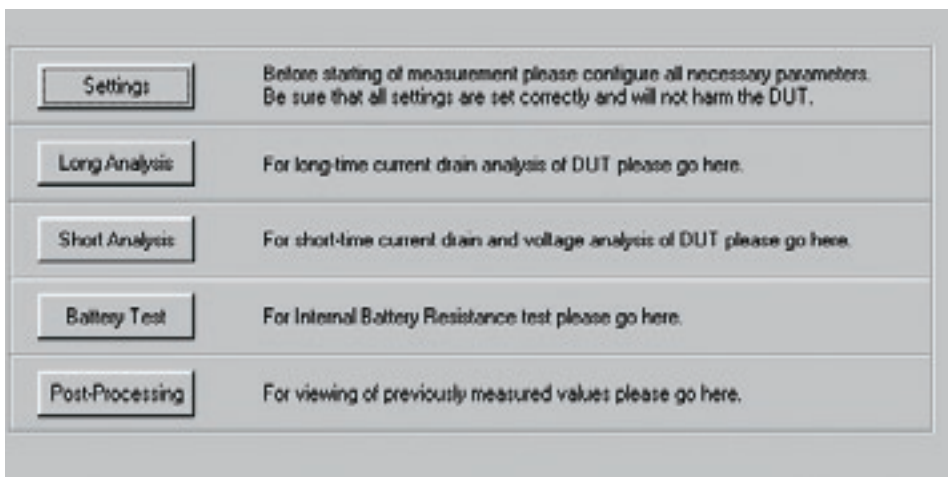 Settings
Before starting of measurement please configure all necessary parameters.
Be sure that all settings are set correctly and will not harm the DUT.
Long Analysis
For long-time current drain analysis of DUT please go here.
Short Analysis
For short-time current drain and voltage analysis of DUT please go here.
Battery Test
For Internal Battery Resistance test please go here.
Post-Processing
For viewing of previously measured values please go here.